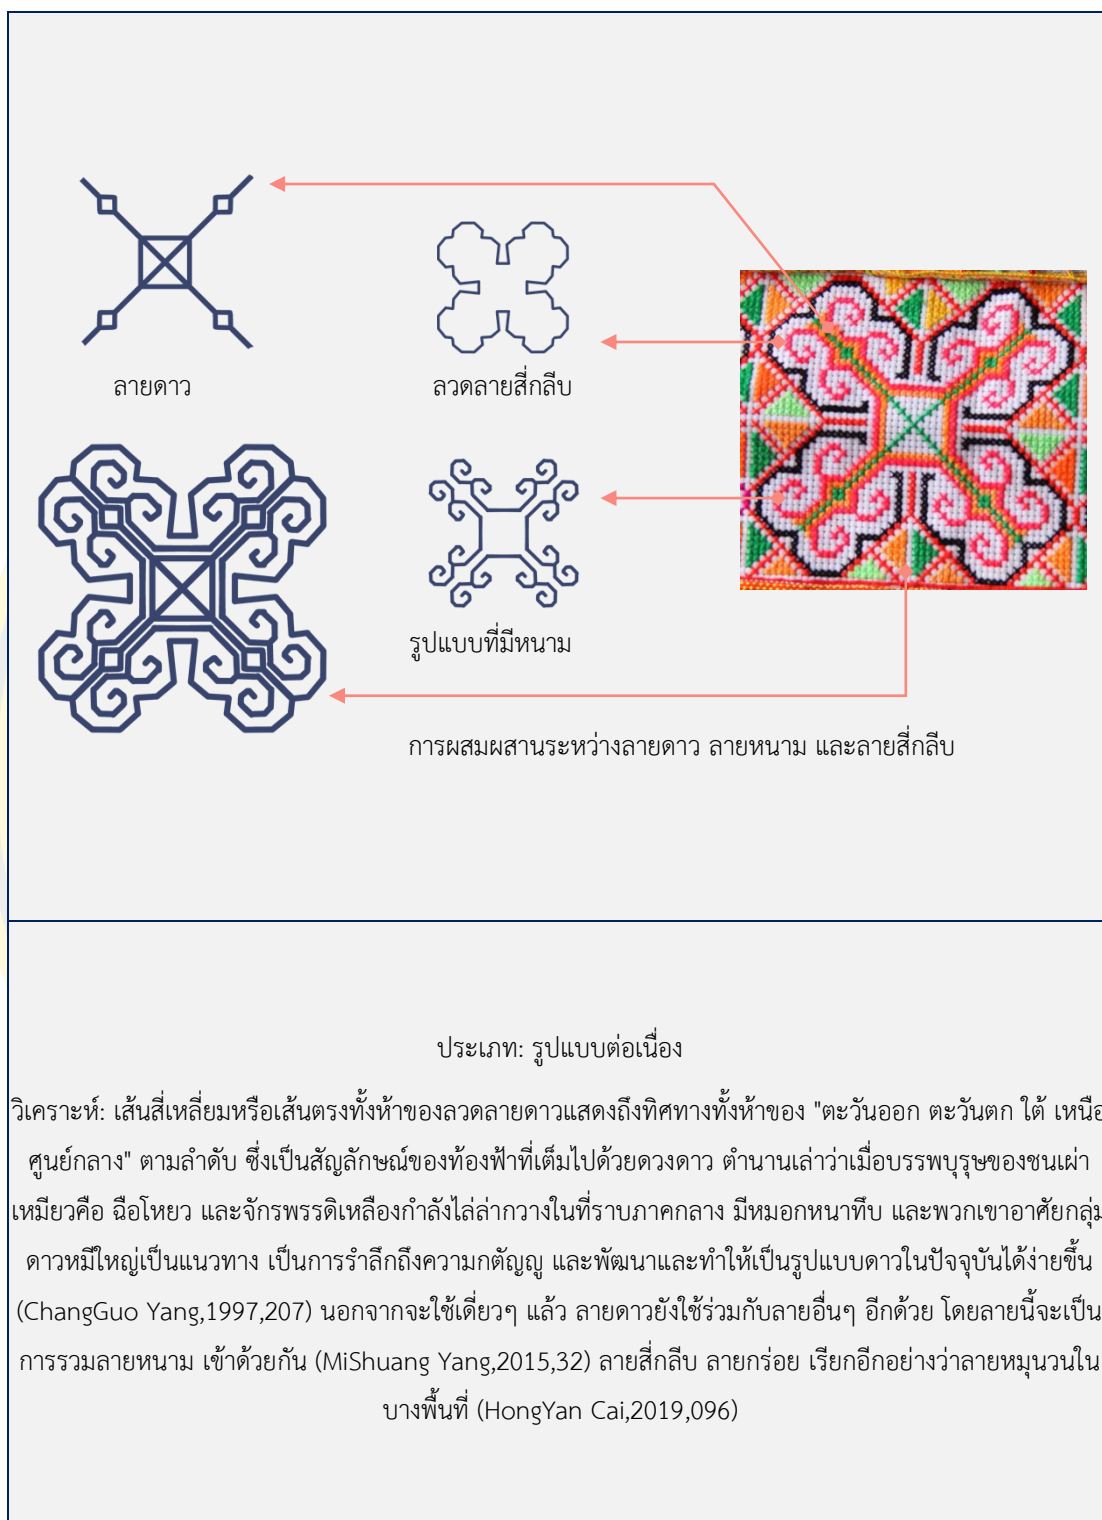 ลายดาว
ลวดลายสี่กลีบ
รูปแบบที่มีหนาม
การผสมผสานระหว่างลายดาว ลายหนาม และลายสี่กลีบ
ประเภท: รูปแบบต่อเนื่อง
วิเคราะห์: เส้นสี่เหลี่ยมหรือเส้นตรงทั้งห้าของลวดลายดาวแสดงถึงทิศทางทั้งห้าของ "ตะวันออก ตะวันตก ใต้ เหนือ
ศูนย์กลาง" ตามลำดับ ซึ่งเป็นสัญลักษณ์ของท้องฟ้าที่เต็มไปด้วยดวงดาว ตำนานเล่าว่าเมื่อบรรพบุรุษของชนเผ่า
เหมียวคือ ฉือโหยว และจักรพรรดิเหลืองกำลังไล่ล่ากวางในที่ราบภาคกลาง มีหมอกหนาทึบ และพวกเขาอาศัยกลุ่ม
ดาวหมีใหญ่เป็นแนวทาง เป็นการรำลึกถึงความกตัญญู และพัฒนาและทำให้เป็นรูปแบบดาวในปัจจุบันได้ง่ายขึ้น
(ChangGuo Yang,1997,207) นอกจากจะใช้เดี่ยวๆ แล้ว ลายดาวยังใช้ร่วมกับลายอื่นๆ อีกด้วย โดยลายนี้จะเป็น
การรวมลายหนาม เข้าด้วยกัน (MiShuang Yang,2015,32) ลายสี่กลีบ ลายกร่อย เรียกอีกอย่างว่าลายหมุนวนใน
บางพื้นที่ (HongYan Cai,2019,096)